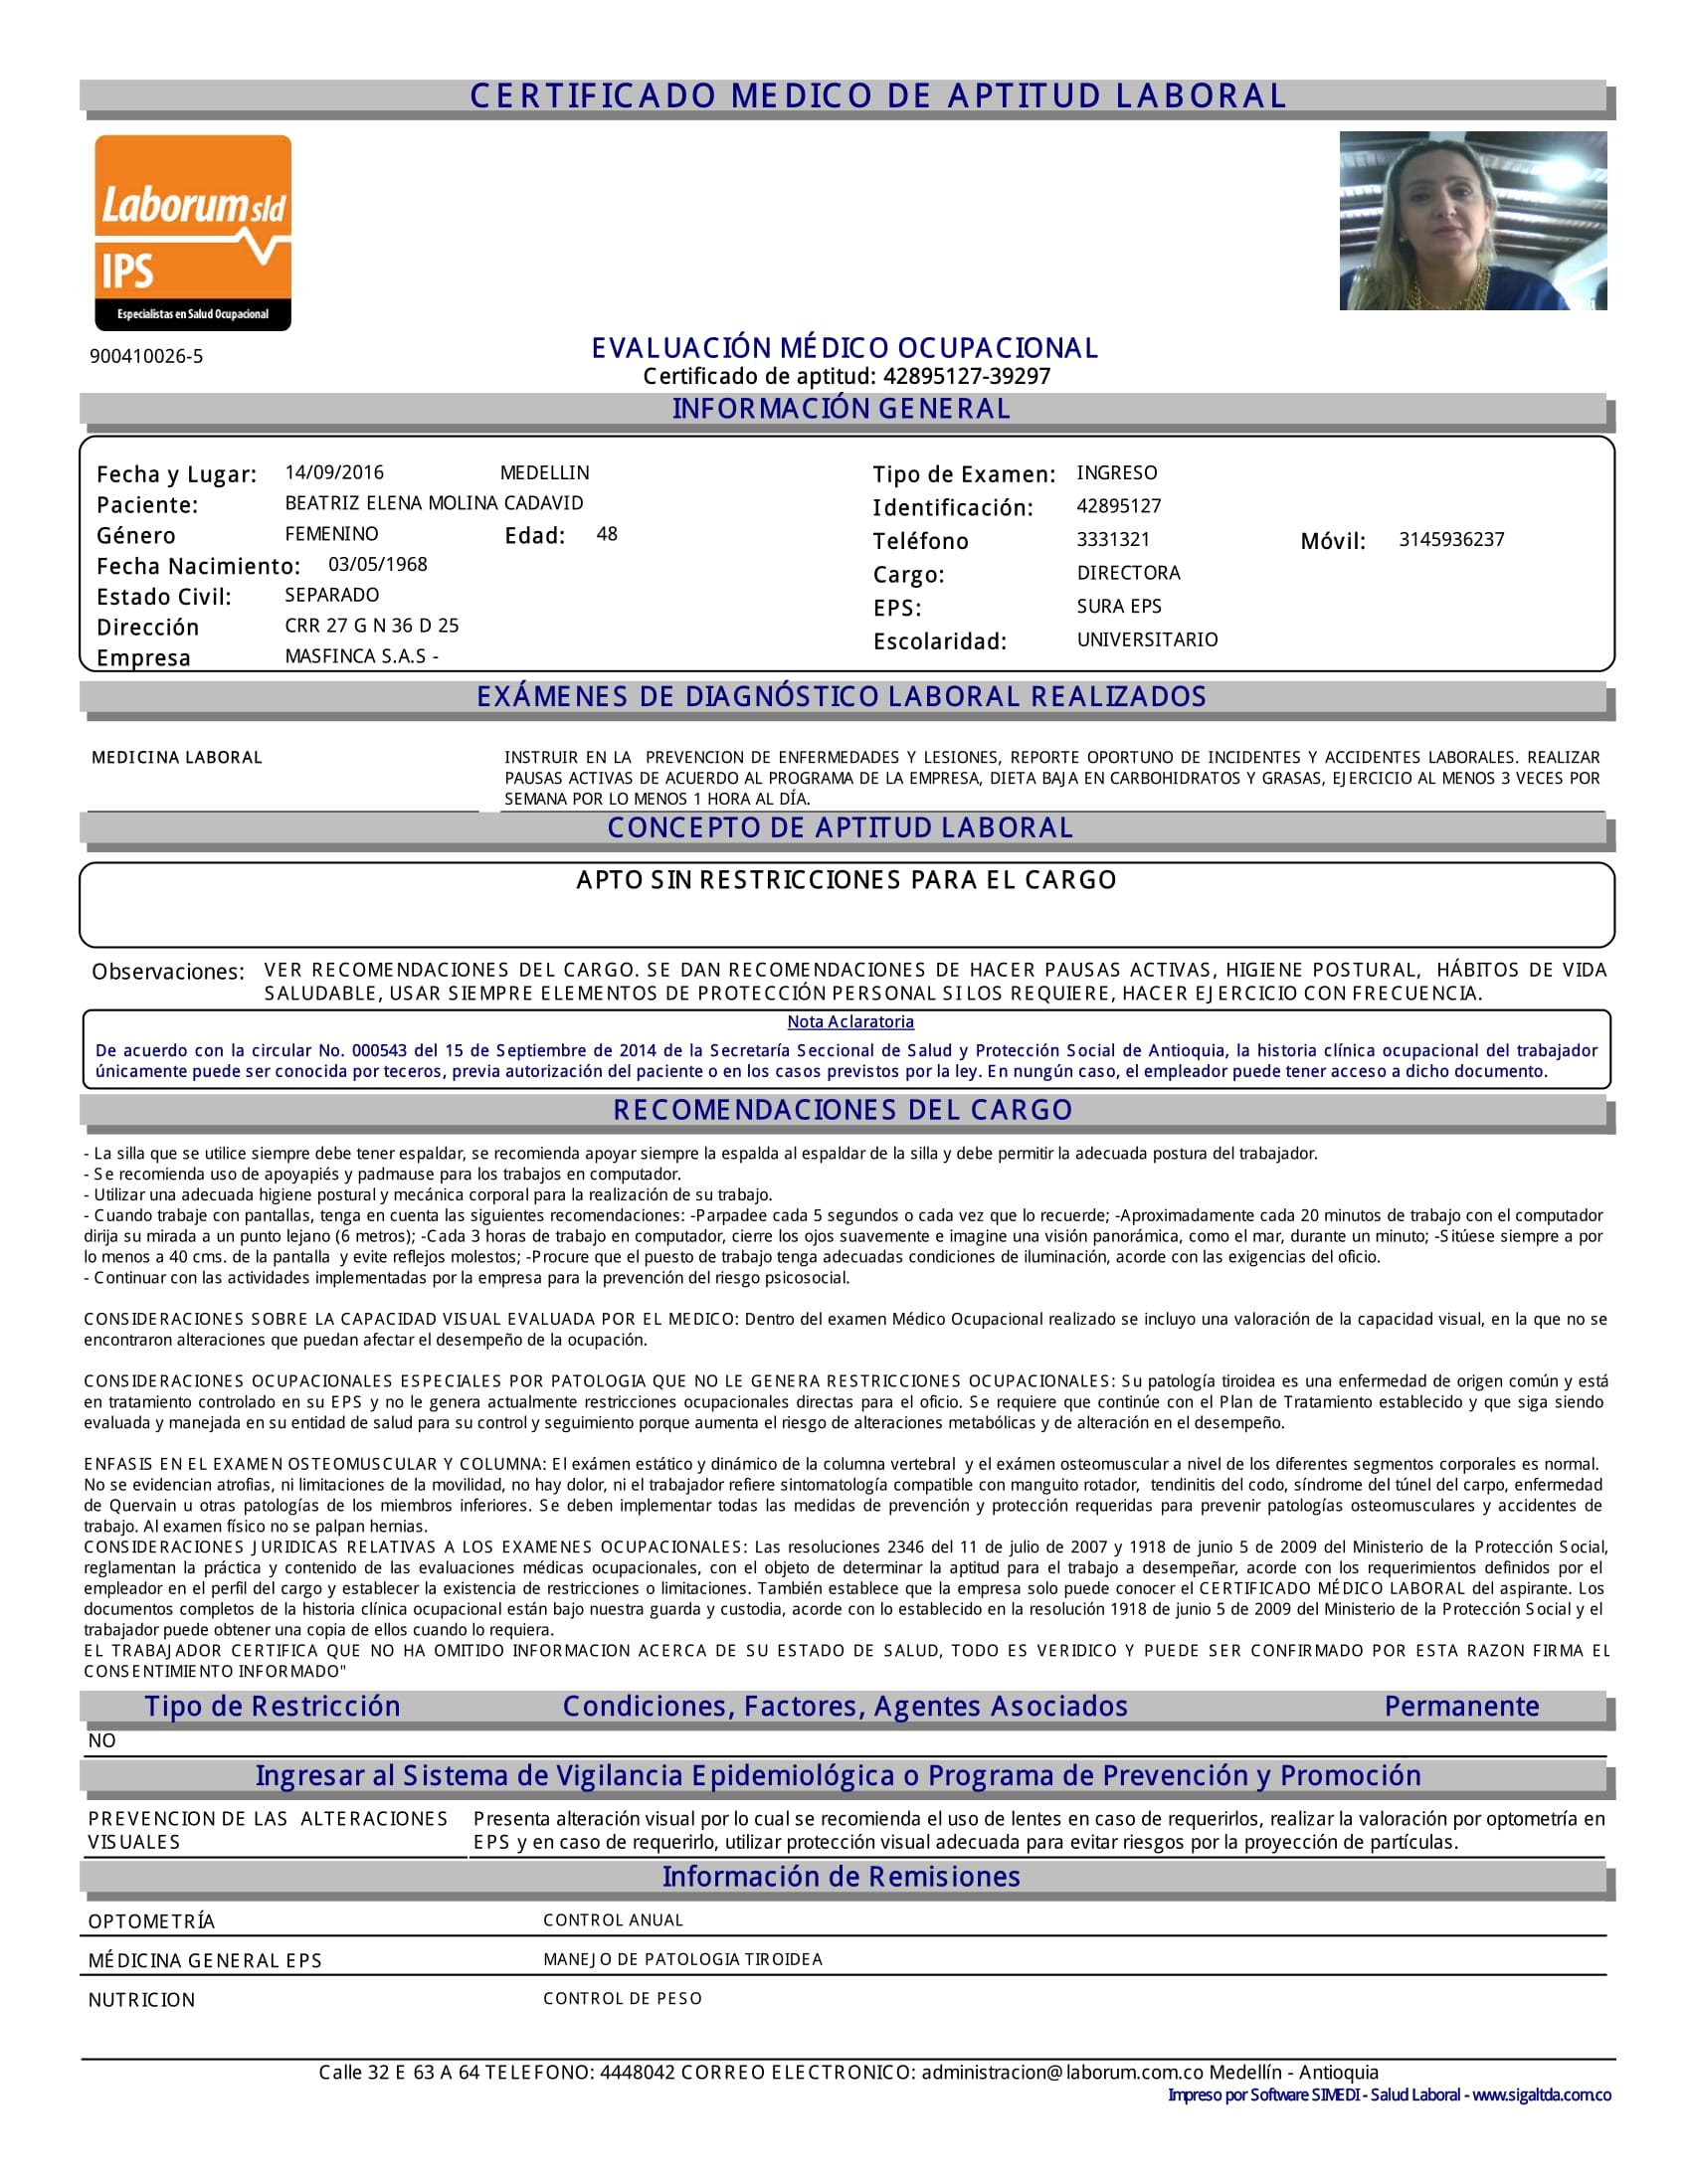 CERTIFICADO MEDICO DE APTITUD LABORAL
Laborum sld
IPS
Especialistas en Salud Ocupacional
900410026-5
EVALUACIÓN MÉDICO OCUPACIONAL
Certificado de aptitud: 42895127-39297
INFORMACIÓN GENERAL
Fecha y Lugar: 14/09/2016 MEDELLIN Tipo de Examen: INGRESO
Paciente: BEATRIZ ELENA MOLINA CADAVID Identificación: 42895127
Género FEMENINO Edad: 48 Teléfono 3331321 Móvil: 3145936237
Fecha Nacimiento: 03/05/1968 Cargo: DIRECTORA
Estado Civil: SEPARADO EPS: SURA EPS
Dirección CRR 27 G N 36 D 25 Escolaridad: UNIVERSITARIO
Empresa MASFINCA S.A.S -
EXÁMENES DE DIAGNÓSTICO LABORAL REALIZADOS
MEDICINA LABORAL INSTRUIR EN LA PREVENCION DE ENFERMEDADES Y LESIONES, REPORTE OPORTUNO DE INCIDENTES Y ACCIDENTES LABORALES. REALIZAR
PAUSAS ACTIVAS DE ACUERDO AL PROGRAMA DE LA EMPRESA, DIETA BAJA EN CARBOHIDRATOS Y GRASAS, EJERCICIO AL MENOS 3 VECES POR
SEMANA POR LO MENOS 1 HORA AL DÍA.
CONCEPTO DE APTITUD LABORAL
APTO SIN RESTRICCIONES PARA EL CARGO
Observaciones: VER RECOMENDACIONES DEL CARGO. SE DAN RECOMENDACIONES DE HACER PAUSAS ACTIVAS, HIGIENE POSTURAL, HÁBITOS DE VIDA
SALUDABLE, USAR SIEMPRE ELEMENTOS DE PROTECCIÓN PERSONAL SI LOS REQUIERE, HACER EJERCICIO CON FRECUENCIA.
Nota Aclaratoria
De acuerdo con la circular No. 000543 del 15 de Septiembre de 2014 de la Secretaría Seccional de Salud y Protección Social de Antioquia, la historia clínica ocupacional del trabajador
únicamente puede ser conocida por teceros, previa autorización del paciente o en los casos previstos por la ley. En nungún caso, el empleador puede tener acceso a dicho documento.
RECOMENDACIONES DEL CARGO
- La silla que se utilice siempre debe tener espaldar, se recomienda apoyar siempre la espalda al espaldar de la silla y debe permitir la adecuada postura del trabajador.
- Se recomienda uso de apoyapiés y padmause para los trabajos en computador.
- Utilizar una adecuada higiene postural y mecánica corporal para la realización de su trabajo.
- Cuando trabaje con pantallas, tenga en cuenta las siguientes recomendaciones: -Parpadee cada 5 segundos o cada vez que lo recuerde; -Aproximadamente cada 20 minutos de trabajo con el computador
dirija su mirada a un punto lejano (6 metros); -Cada 3 horas de trabajo en computador, cierre los ojos suavemente e imagine una visión panorámica, como el mar, durante un minuto; -Sitúese siempre a por
lo menos a 40 cms. de la pantalla y evite reflejos molestos; -Procure que el puesto de trabajo tenga adecuadas condiciones de iluminación, acorde con las exigencias del oficio.
- Continuar con las actividades implementadas por la empresa para la prevención del riesgo psicosocial.
CONSIDERACIONES SOBRE LA CAPACIDAD VISUAL EVALUADA POR EL MEDICO: Dentro del examen Médico Ocupacional realizado se incluyo una valoración de la capacidad visual, en la que no se
encontraron alteraciones que puedan afectar el desempeño de la ocupación.
CONSIDERACIONES OCUPACIONALES ESPECIALES POR PATOLOGIA QUE NO LE GENERA RESTRICCIONES OCUPACIONALES: Su patología tiroidea es una enfermedad de origen común y está
en tratamiento controlado en su EPS y no le genera actualmente restricciones ocupacionales directas para el oficio. Se requiere que continúe con el Plan de Tratamiento establecido y que siga siendo
evaluada y manejada en su entidad de salud para su control y seguimiento porque aumenta el riesgo de alteraciones metabólicas y de alteración en el desempeño.
ENFASIS EN EL EXAMEN OSTEOMUSCULAR Y COLUMNA: El exámen estático y dinámico de la columna vertebral y el exámen osteomuscular a nivel de los diferentes segmentos corporales es normal.
No se evidencian atrofias, ni limitaciones de la movilidad, no hay dolor, ni el trabajador refiere sintomatología compatible con manguito rotador, tendinitis del codo, síndrome del túnel del carpo, enfermedad
de Quervain u otras patologías de los miembros inferiores. Se deben implementar todas las medidas de prevención y protección requeridas para prevenir patologías osteomusculares y accidentes de
trabajo. Al examen físico no se palpan hernias.
CONSIDERACIONES JURIDICAS RELATIVAS A LOS EXAMENES OCUPACIONALES: Las resoluciones 2346 del 11 de julio de 2007 y 1918 de junio 5 de 2009 del Ministerio de la Protección Social,
reglamentan la práctica y contenido de las evaluaciones médicas ocupacionales, con el objeto de determinar la aptitud para el trabajo a desempeñar, acorde con los requerimientos definidos por el
empleador en el perfil del cargo y establecer la existencia de restricciones o limitaciones. También establece que la empresa solo puede conocer el CERTIFICADO MÉDICO LABORAL del aspirante. Los
documentos completos de la historia clínica ocupacional están bajo nuestra guarda y custodia, acorde con lo establecido en la resolución 1918 de junio 5 de 2009 del Ministerio de la Protección Social y el
trabajador puede obtener una copia de ellos cuando lo requiera.
EL TRABAJADOR CERTIFICA QUE NO HA OMITIDO INFORMACION ACERCA DE SU ESTADO DE SALUD, TODO ES VERIDICO Y PUEDE SER CONFIRMADO POR ESTA RAZON FIRMA EL
CONSENTIMIENTO INFORMADO"
Tipo de Restricción Condiciones, Factores, Agentes Asociados Permanente
NO
Ingresar al Sistema de Vigilancia Epidemiológica o Programa de Prevención y Promoción
PREVENCION DE LAS ALTERACIONES Presenta alteración visual por lo cual se recomienda el uso de lentes en caso de requerirlos, realizar la valoración por optometría en
VISUALES EPS y en caso de requerirlo, utilizar protección visual adecuada para evitar riesgos por la proyección de partículas.
Información de Remisiones
OPTOMETRÍA CONTROL ANUAL
MÉDICINA GENERAL EPS MANEJO DE PATOLOGIA TIROIDEA
NUTRICION CONTROL DE PESO
Calle 32 E 63 A 64 TELEFONO: 4448042 CORREO ELECTRONICO: administracion@laborum.com.co Medellín - Antioquia
Impreso por Software SIMEDI - Salud Laboral - www.sigaltda.com.co